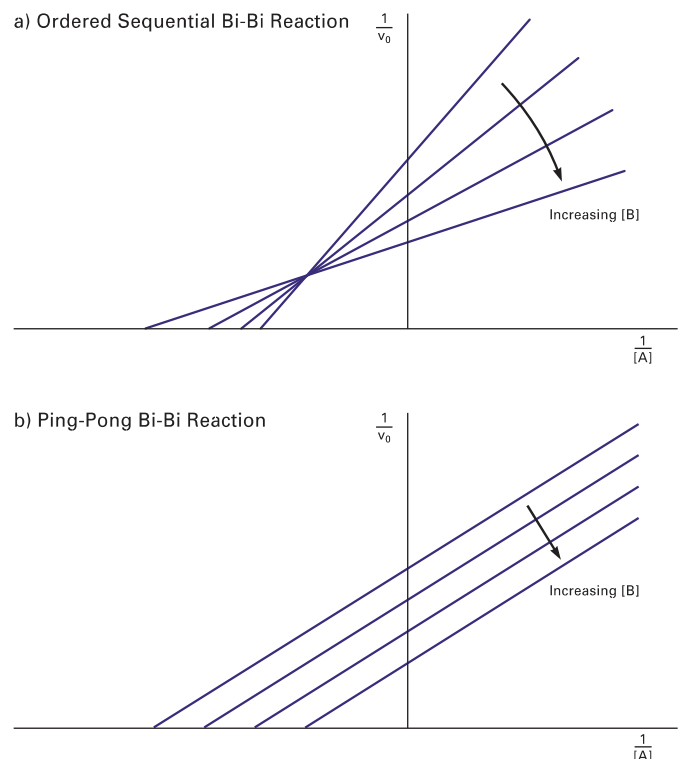 a) Ordered Sequential Bi-Bi Reaction
1
v0
Increasing [B]
1
[A]
b) Ping-Pong Bi-Bi Reaction
1
v0
Increasing [B]
1
[A]